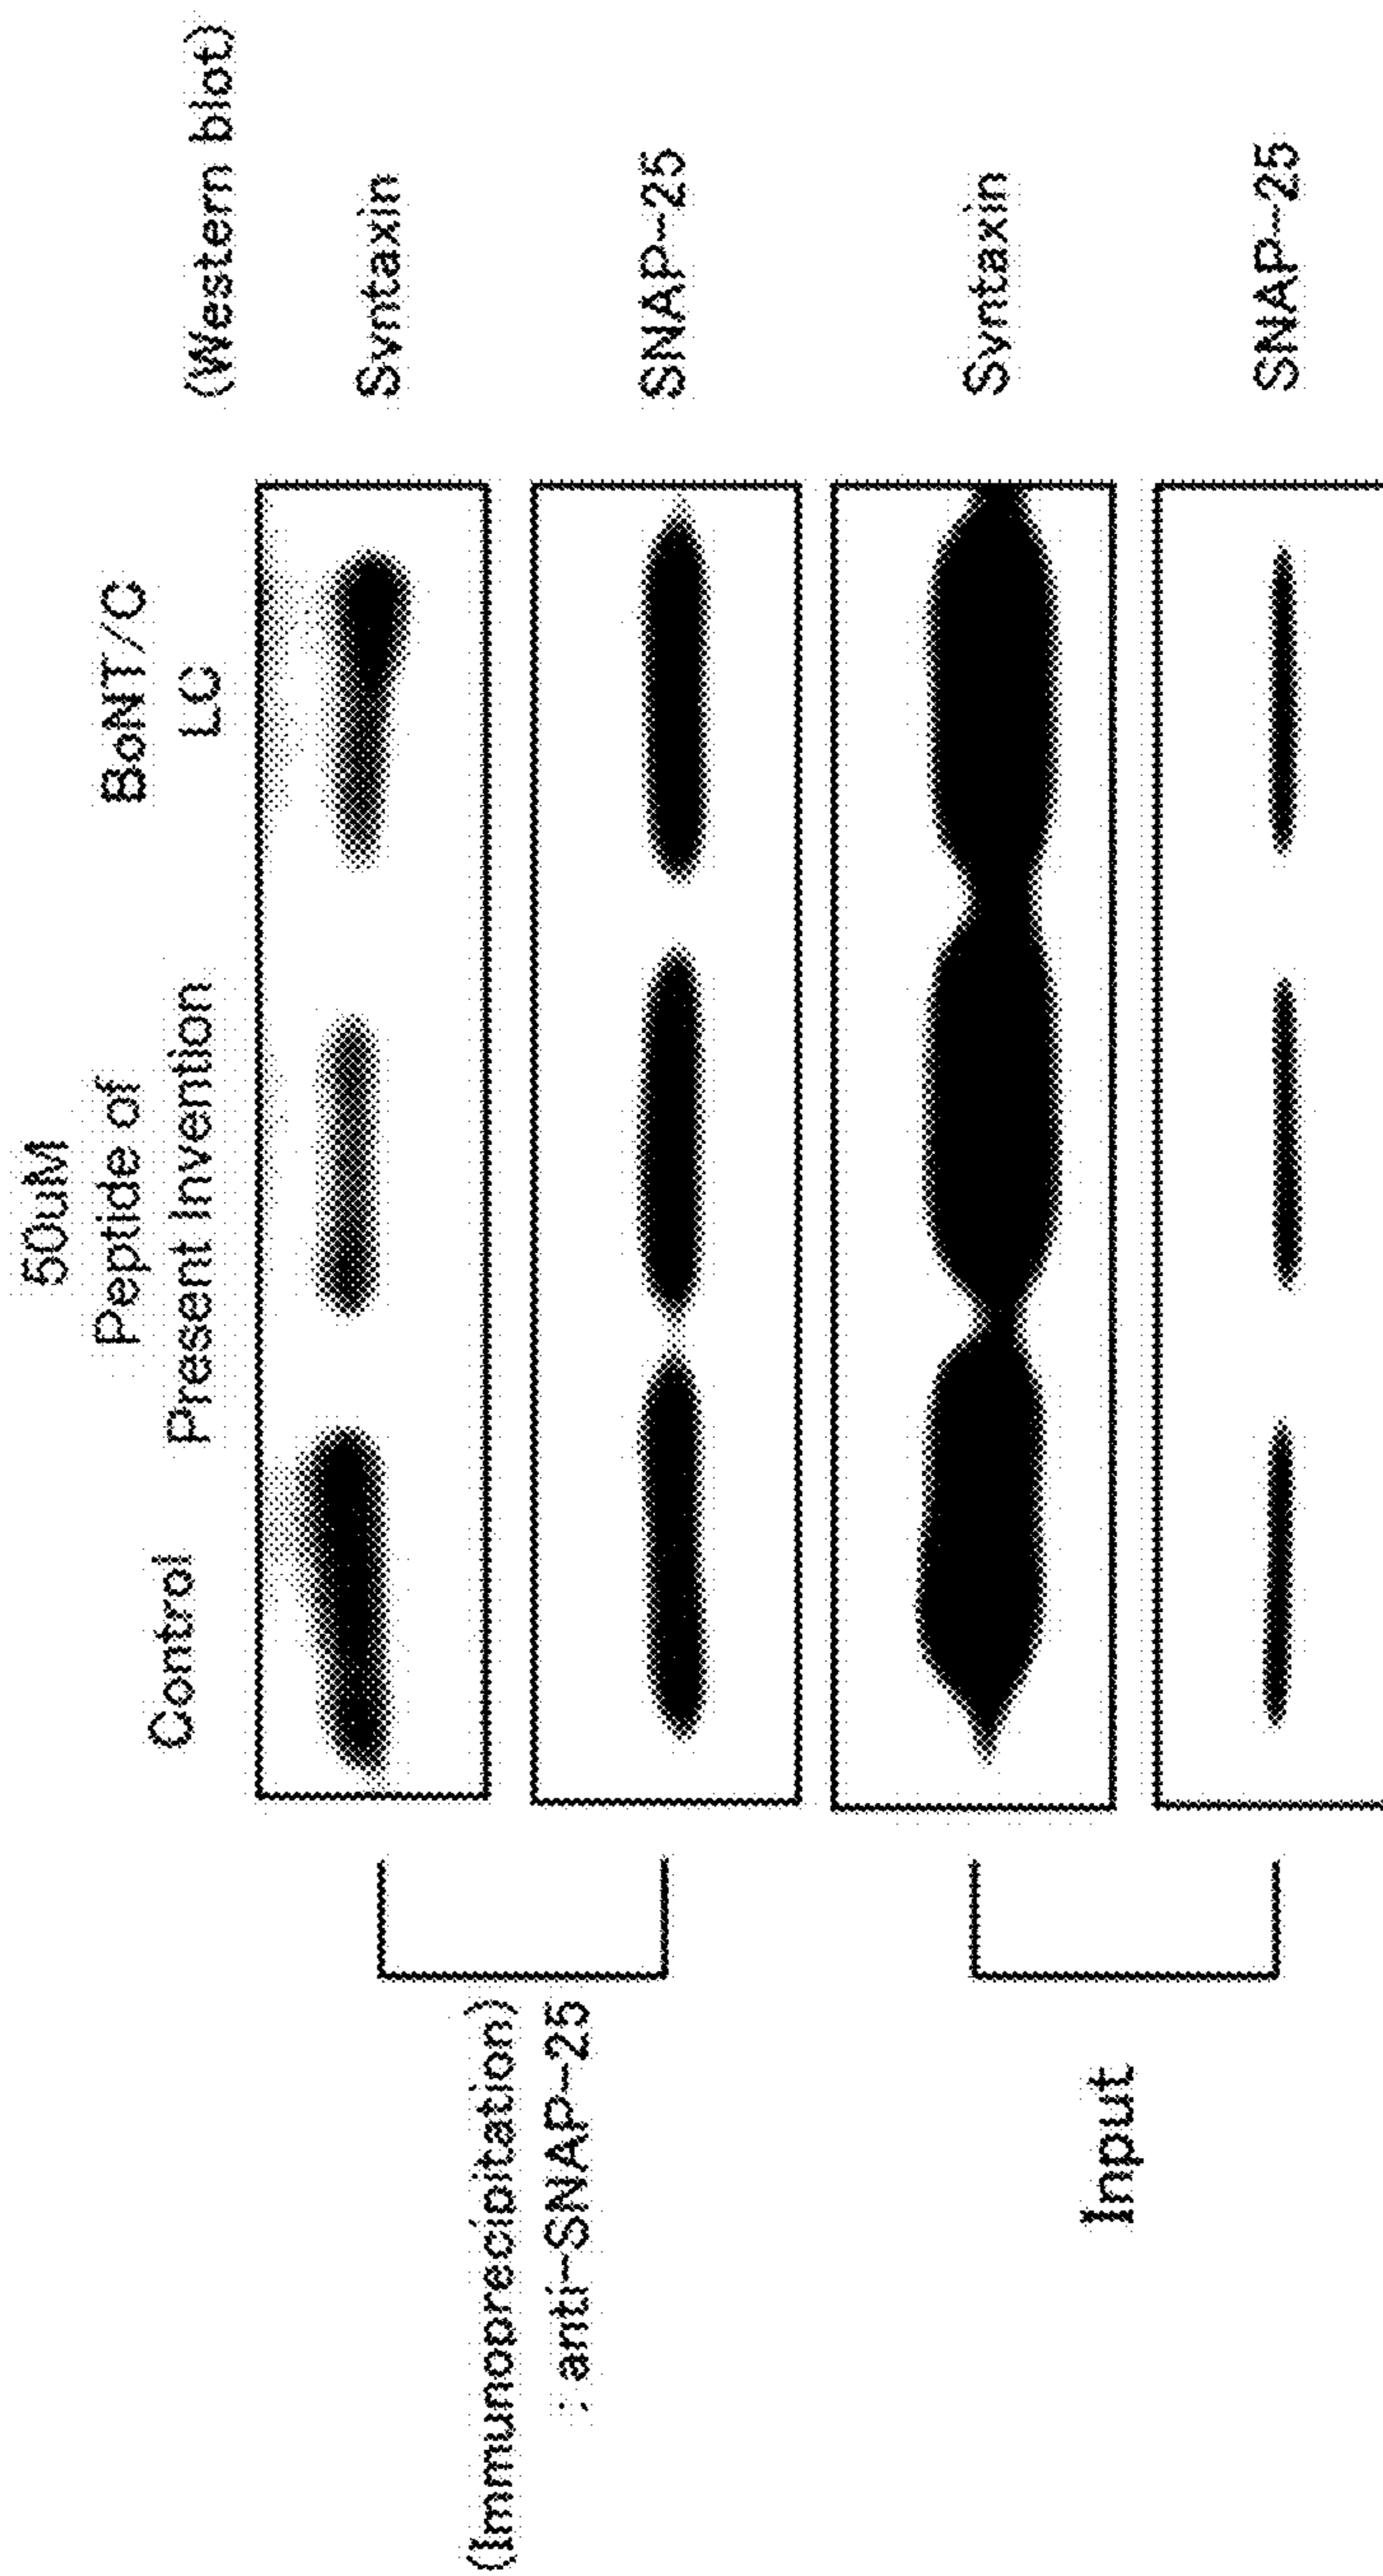 50uM
Peptide of
Present Invention
Control
BoNT/C
LC
(Western blot)
Syntaxin
SNAP-25
Syntaxin
SNAP-25
(Immunoprecipitation)
: anti-SNAP-25
Input